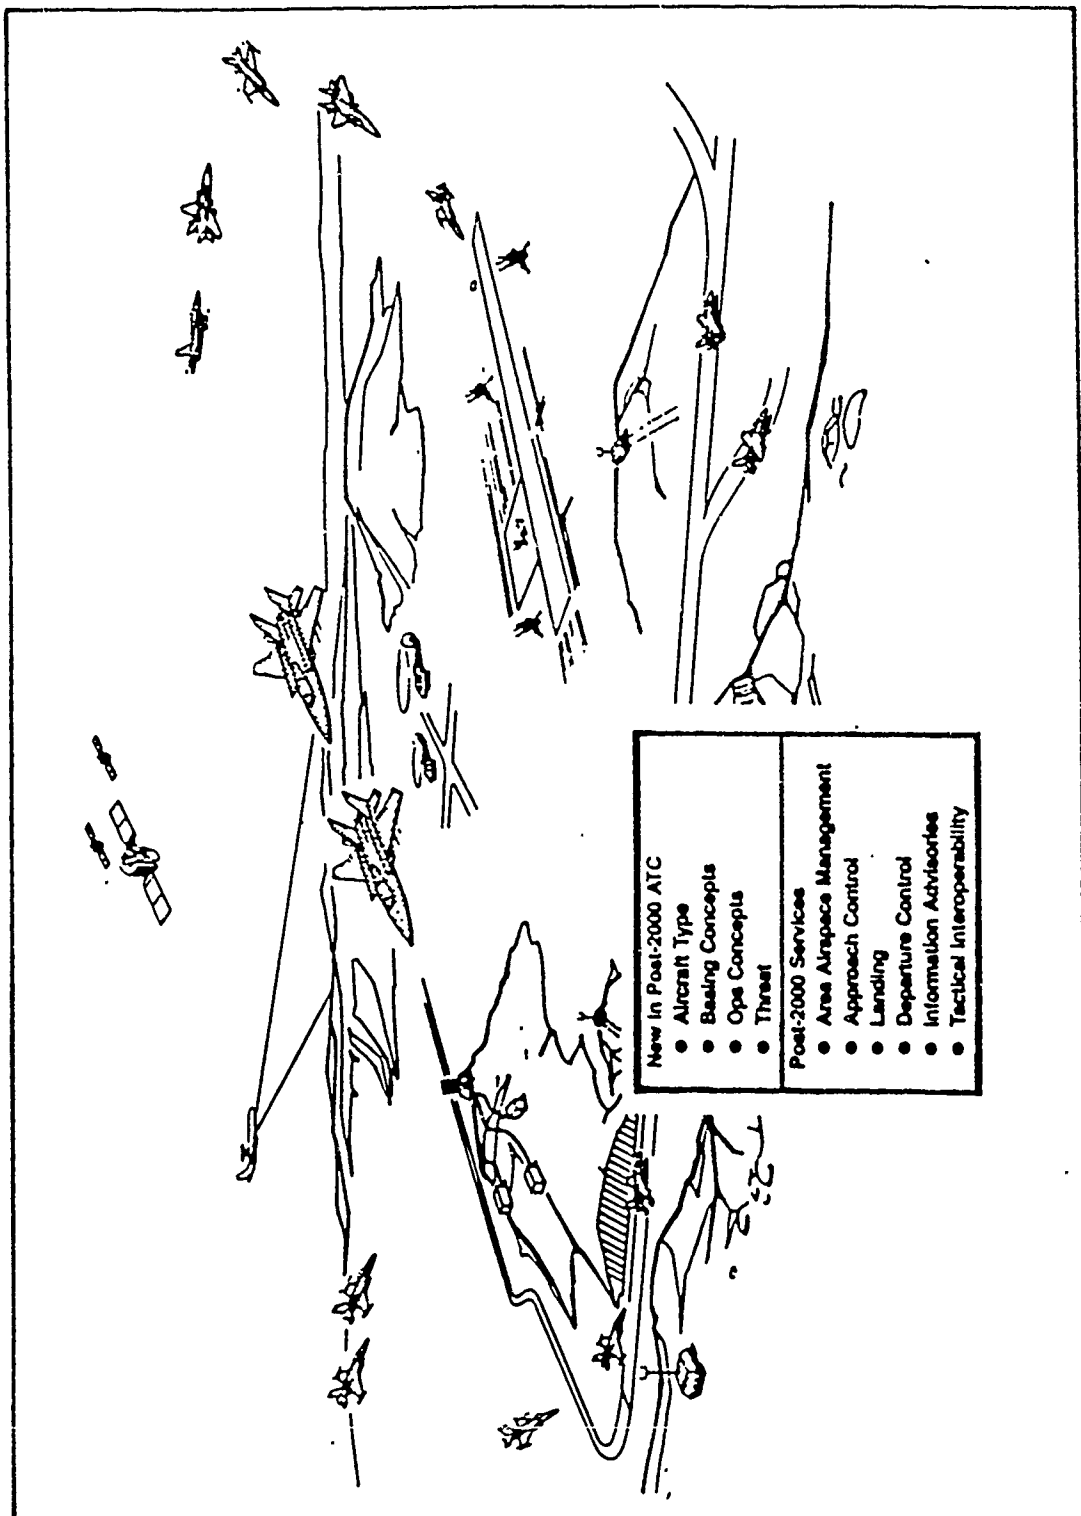 New in Post-2000 ATC
● Aircraft Type
● Basing Concepts
● Ops Concepts
● Threat
Post-2000 Services
● Area Airspace Management
● Approach Control
● Landing
● Departure Control
● Information Advisories
● Tactical Interoperability